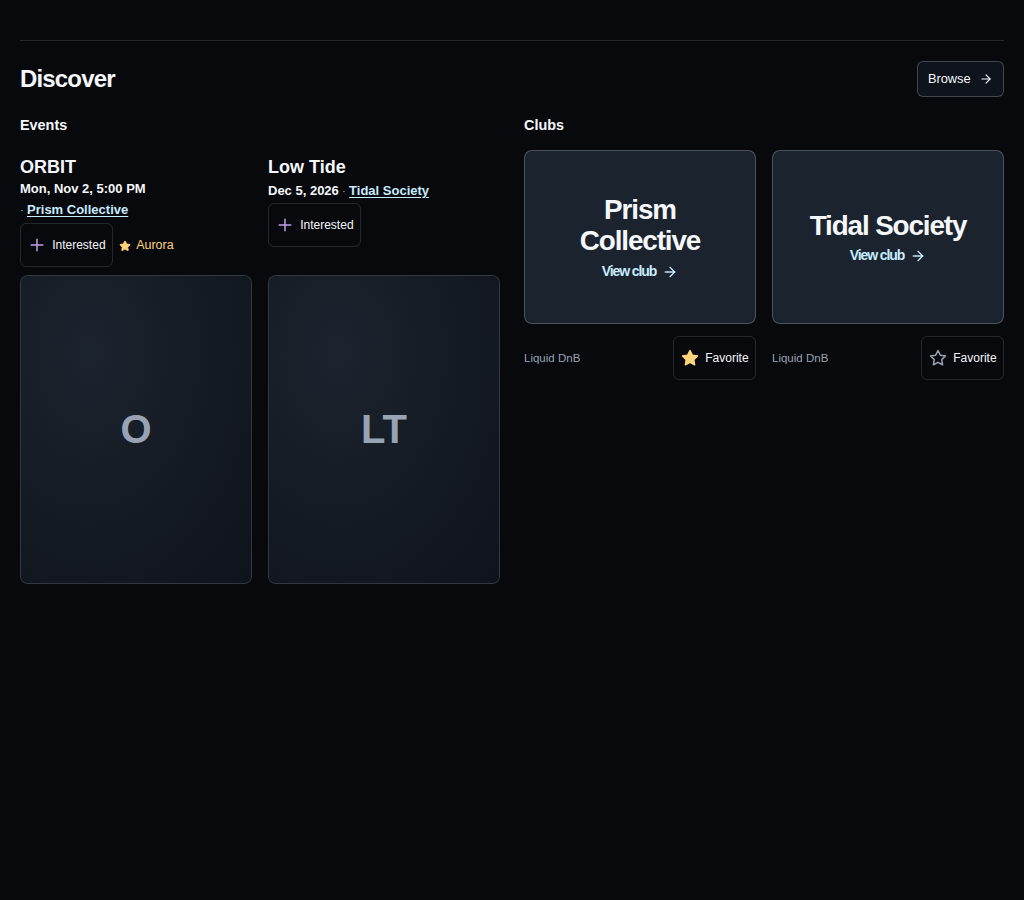 Discover
Browse
Events
ORBIT
Mon, Nov 2, 5:00 PM
· Prism Collective
Interested
Aurora
O
Low Tide
Dec 5, 2026 · Tidal Society
Interested
LT
Clubs
Prism
Collective
View club
Liquid DnB
Favorite
Tidal Society
View club
Liquid DnB
Favorite